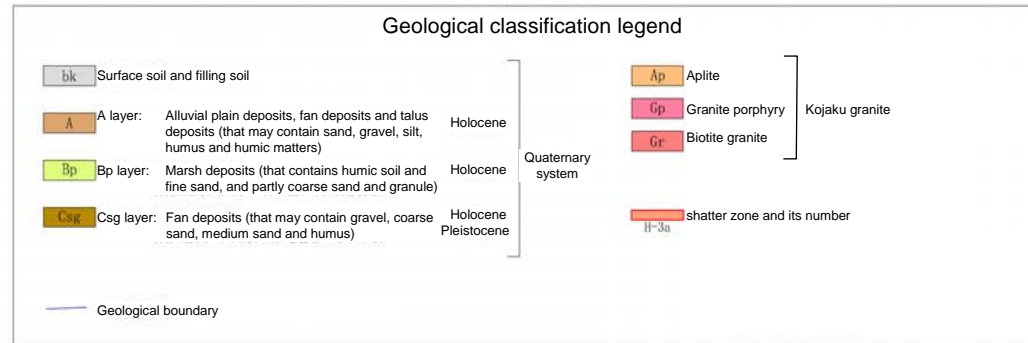 Geological classification legend
bk Surface soil and filling soil
A A layer: Alluvial plain deposits, fan deposits and talus
deposits (that may contain sand, gravel, silt,
humus and humic matters)
Holocene
Bp Bp layer: Marsh deposits (that contains humic soil and
fine sand, and partly coarse sand and granule)
Holocene
Csg Csg layer: Fan deposits (that may contain gravel, coarse
sand, medium sand and humus)
Holocene
Pleistocene
Quaternary
system
Geological boundary
Ap Aplite
Gp Granite porphyry
Gr Biotite granite
Kojaku granite
shatter zone and its number
H-3a